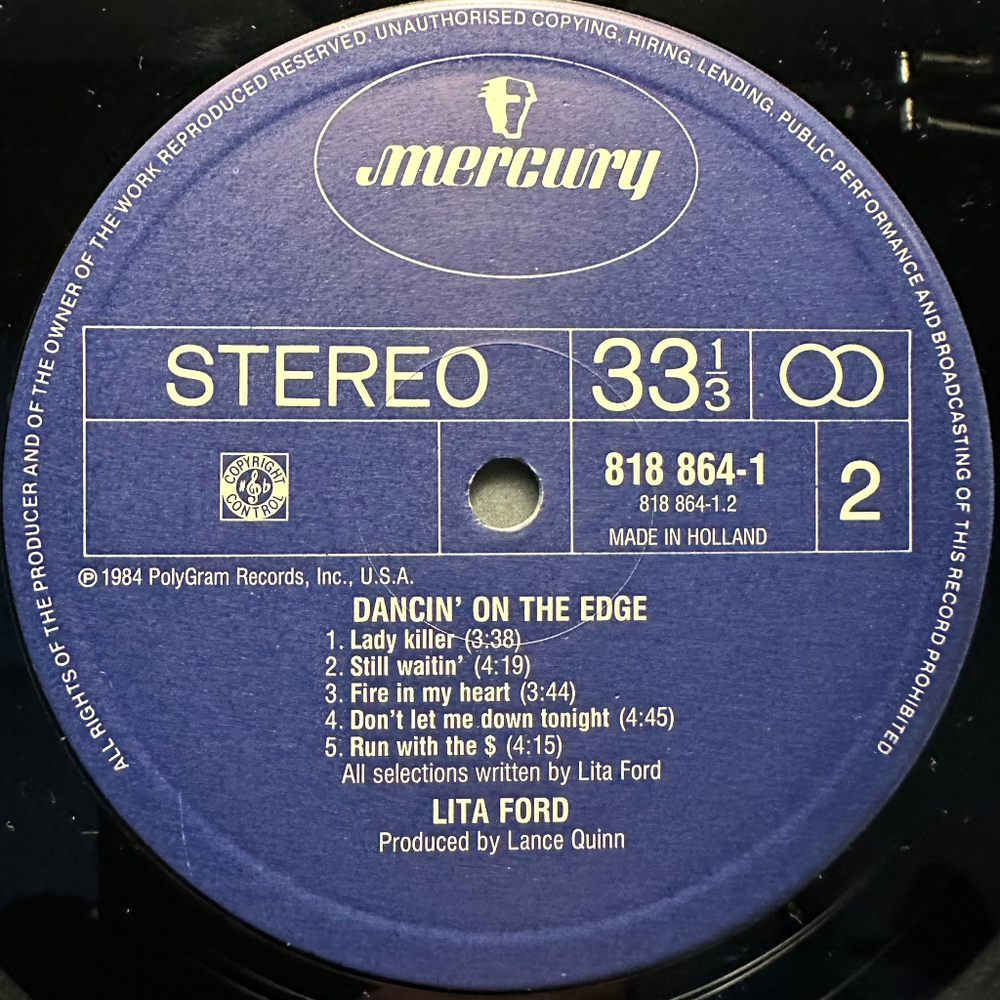 ALL RIGHTS OF THE PRODUCER AND OF THE OWNER OF THE WORK REPRODUCED RESERVED. UNAUTHORISED COPYING, HIRING, LENDING, PUBLIC PERFORMANCE AND BROADCASTING OF THIS RECORD PROHIBITED
mercury
STEREO
33 1/3
COPYRIGHT CONTROL
818 864-1
818 864-1.2
MADE IN HOLLAND
2
℗ 1984 PolyGram Records, Inc., U.S.A.
DANCIN' ON THE EDGE
1. Lady killer (3:38)
2. Still waitin' (4:19)
3. Fire in my heart (3:44)
4. Don't let me down tonight (4:45)
5. Run with the $ (4:15)
All selections written by Lita Ford
LITA FORD
Produced by Lance Quinn